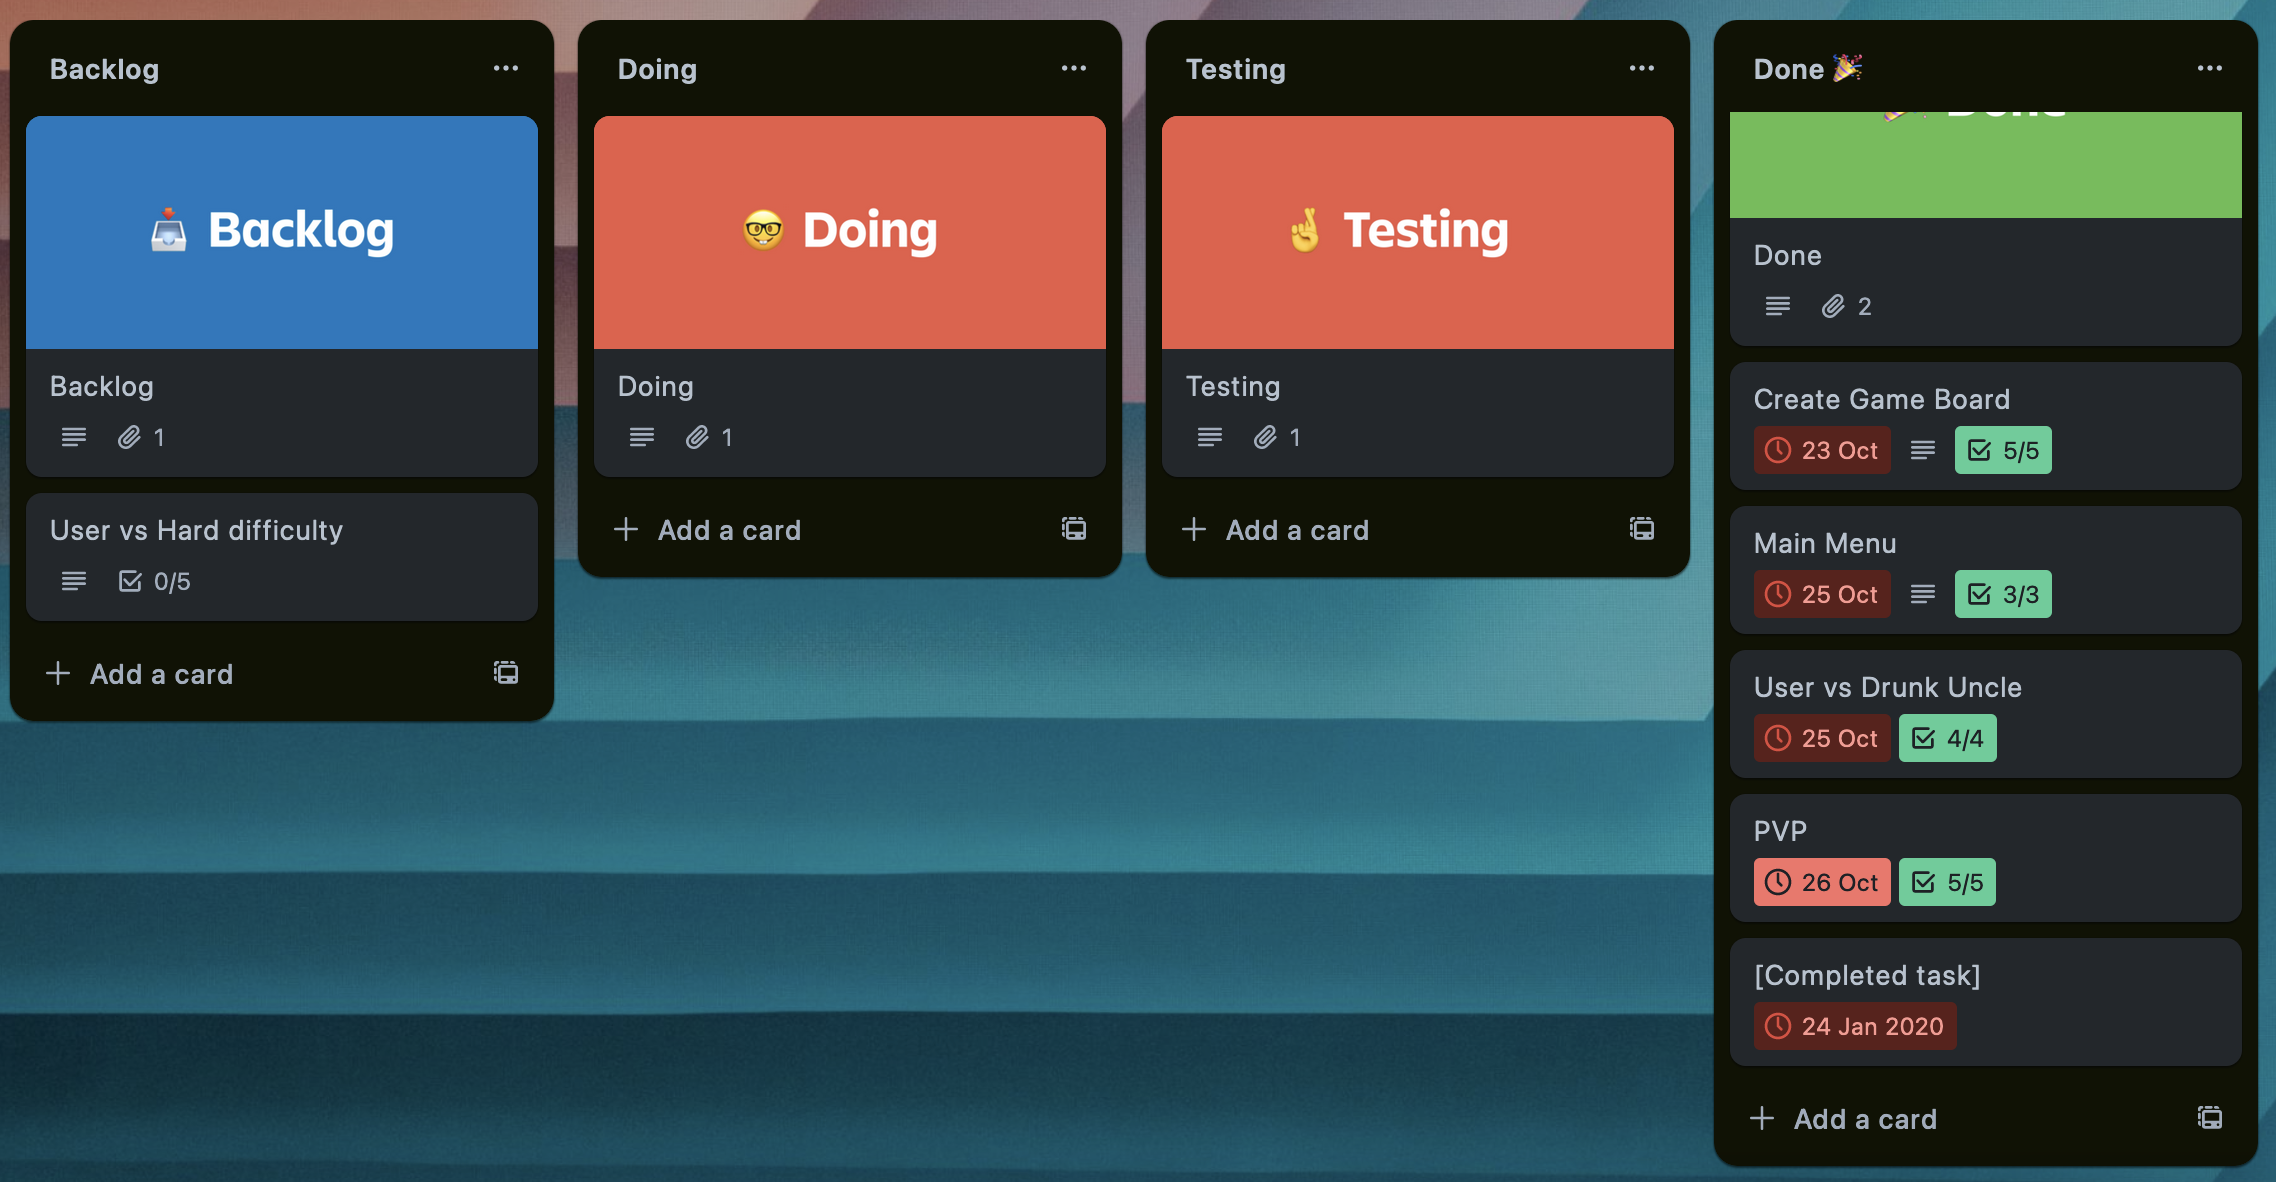 Backlog
Backlog
Backlog
1
User vs Hard difficulty
0/5
Add a card
Doing
Doing
Doing
1
Add a card
Testing
Testing
Testing
1
Add a card
Done
Done
Done
2
Create Game Board
23 Oct 5/5
Main Menu
25 Oct 3/3
User vs Drunk Uncle
25 Oct 4/4
PVP
26 Oct 5/5
[Completed task]
24 Jan 2020
Add a card